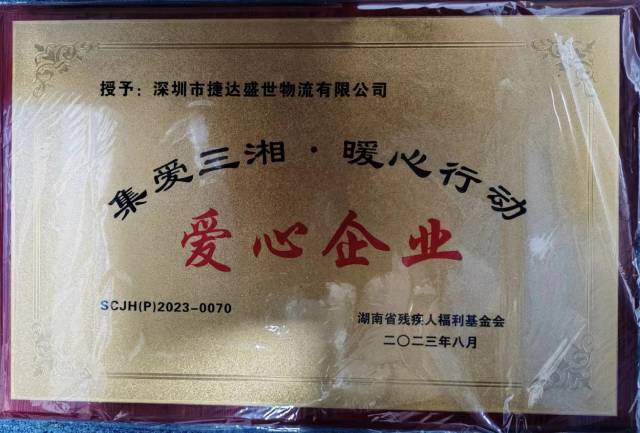 授予：深圳市捷达盛世物流有限公司
集爱三湘·暖心行动
爱心企业
SCJH(P)2023-0070
湖南省残疾人福利基金会
二〇二三年八月